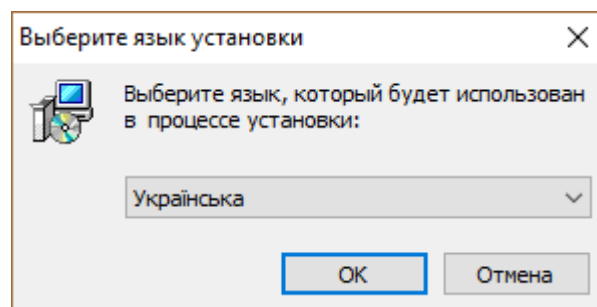 Выберите язык установки
Выберите язык, который будет использован
в процессе установки:
Українська
OK
Отмена